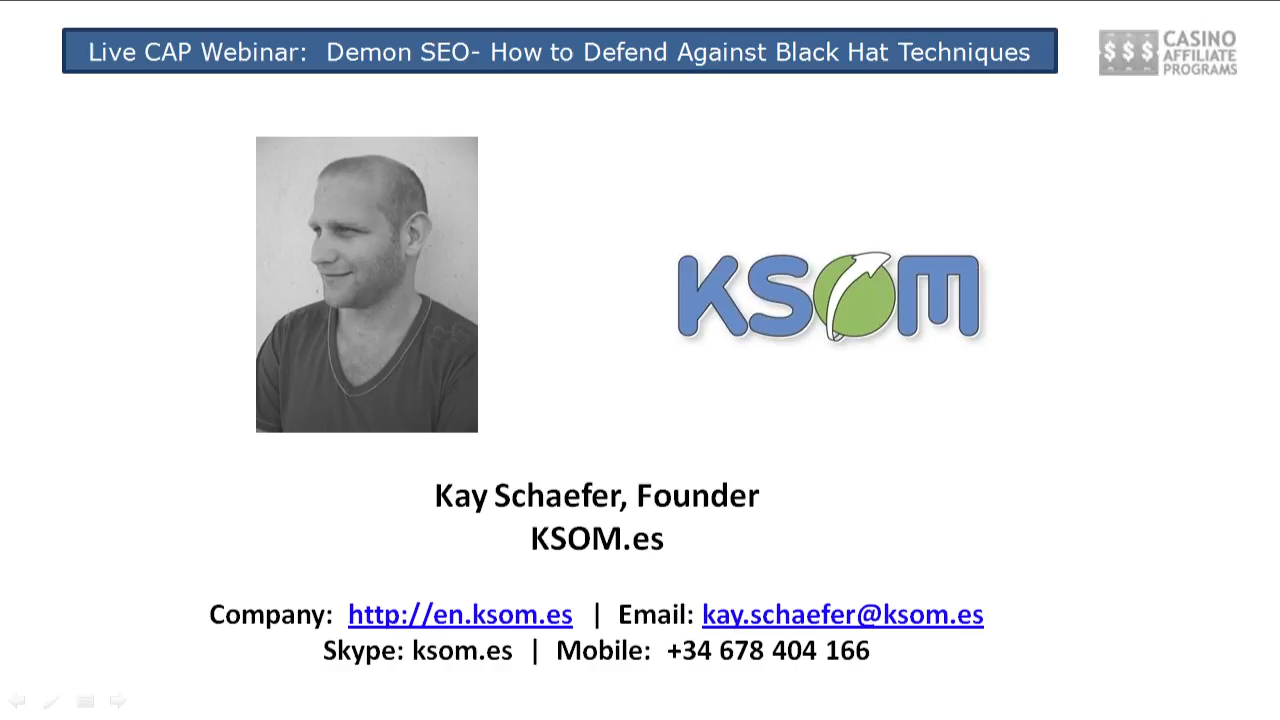 Live CAP Webinar:  Demon SEO- How to Defend Against Black Hat Techniques
$ $ $
CASINO
AFFILIATE
PROGRAMS
KSOM
Kay Schaefer, Founder
KSOM.es
Company:  http://en.ksom.es  |  Email: kay.schaefer@ksom.es
Skype: ksom.es  |  Mobile:  +34 678 404 166